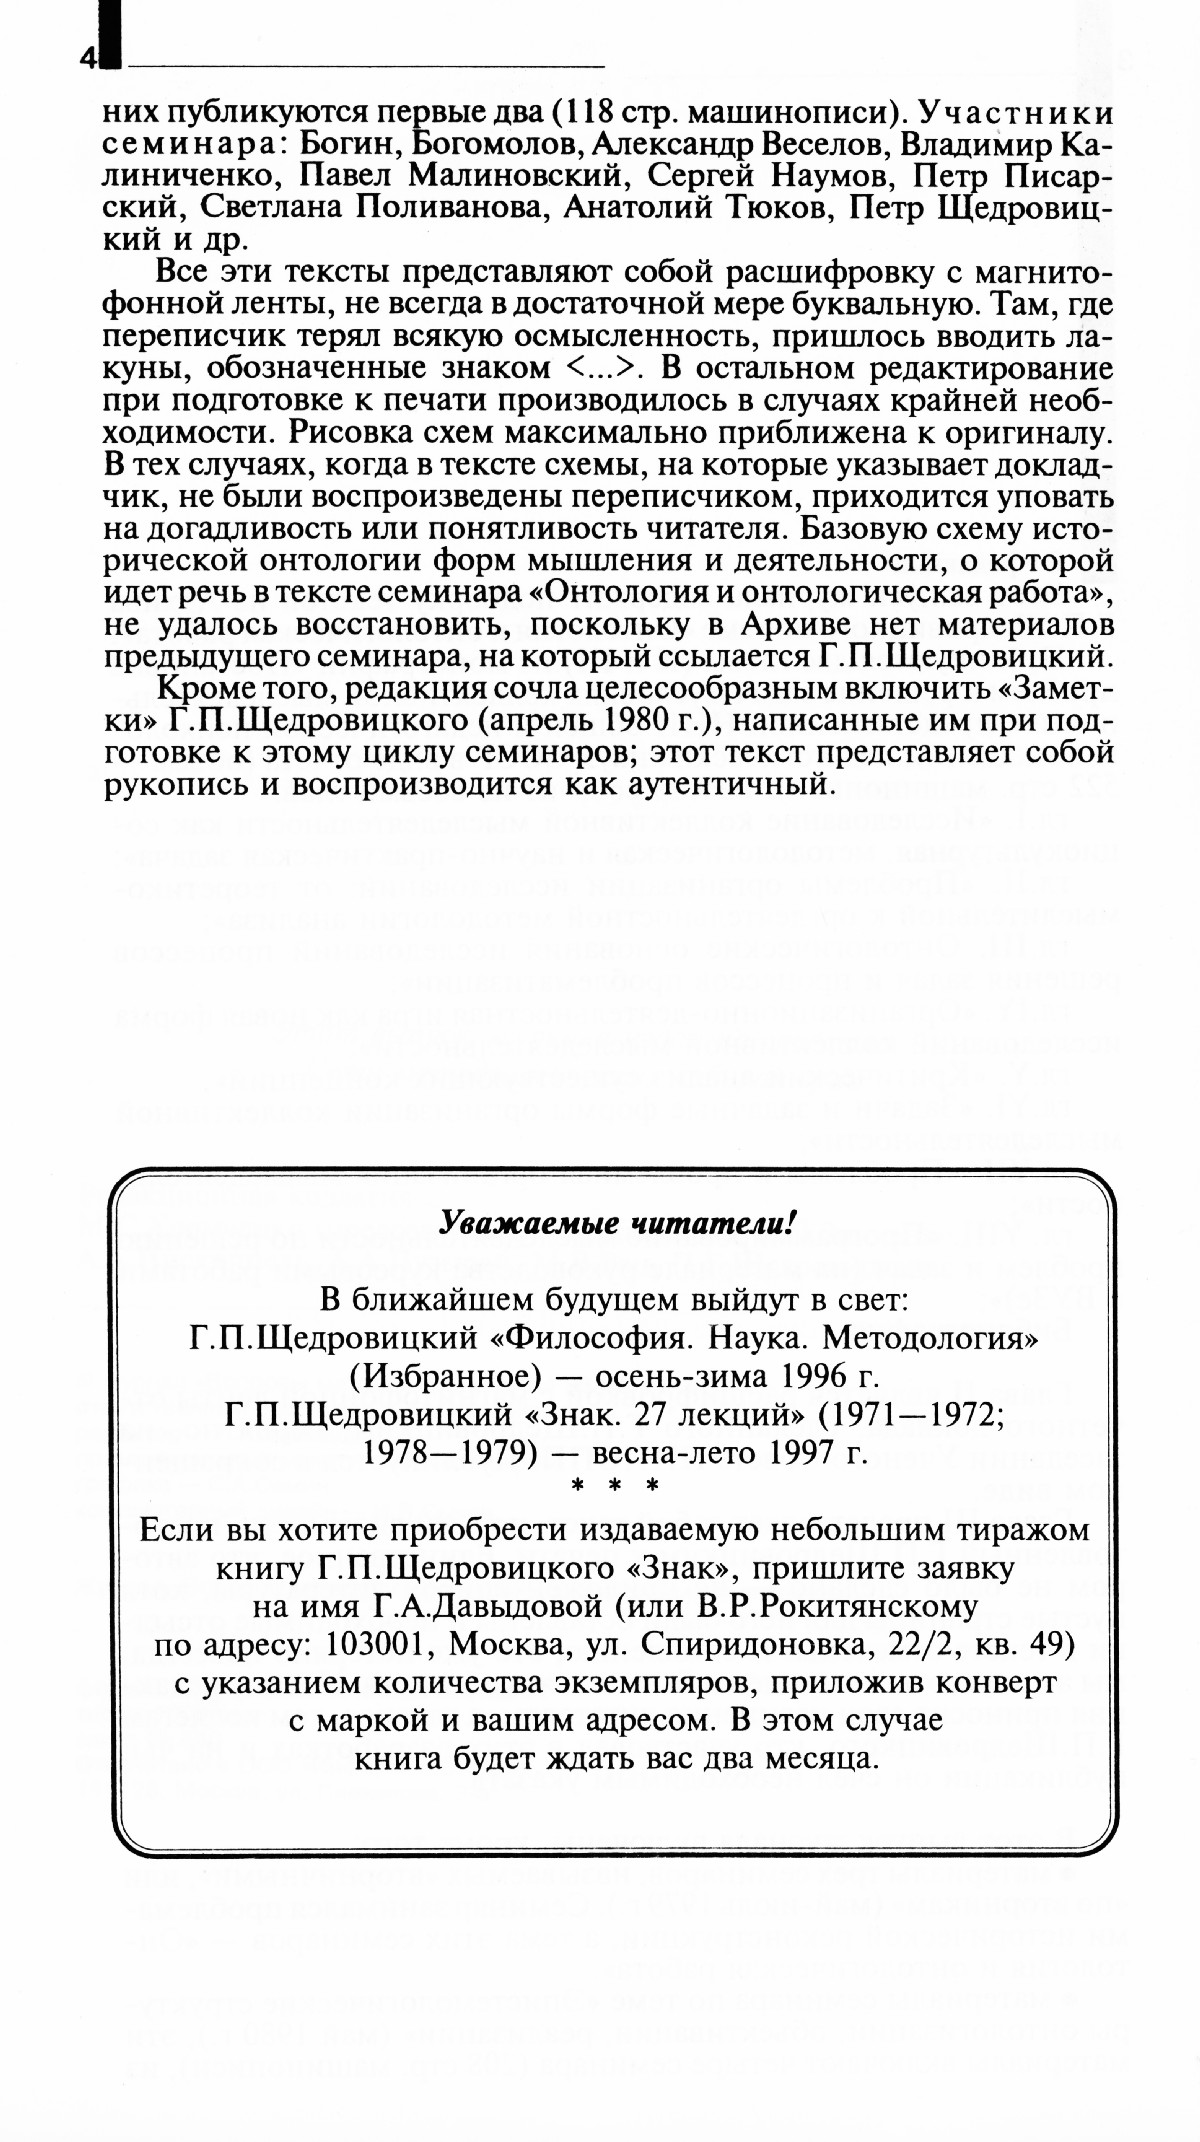 4
них публикуются первые два (118 стр. машинописи). Участники
семинара: Богин, Богомолов, Александр Веселов, Владимир Ка-
линиченко, Павел Малиновский, Сергей Наумов, Петр Писар-
ский, Светлана Поливанова, Анатолий Тюков, Петр Щедровиц-
кий и др.
Все эти тексты представляют собой расшифровку с магнито-
фонной ленты, не всегда в достаточной мере буквальную. Там, где
переписчик терял всякую осмысленность, пришлось вводить ла-
куны, обозначенные знаком <...>. В остальном редактирование
при подготовке к печати производилось в случаях крайней необ-
ходимости. Рисовка схем максимально приближена к оригиналу.
В тех случаях, когда в тексте схемы, на которые указывает доклад-
чик, не были воспроизведены переписчиком, приходится уповать
на догадливость или понятливость читателя. Базовую схему исто-
рической онтологии форм мышления и деятельности, о которой
идет речь в тексте семинара «Онтология и онтологическая работа»,
не удалось восстановить, поскольку в Архиве нет материалов
предыдущего семинара, на который ссылается Г.П.Щедровицкий.
Кроме того, редакция сочла целесообразным включить «Замет-
ки» Г.П.Щедровицкого (апрель 1980 г.), написанные им при под-
готовке к этому циклу семинаров; этот текст представляет собой
рукопись и воспроизводится как аутентичный.
Уважаемые читатели!
В ближайшем будущем выйдут в свет:
Г.П.Щедровицкий «Философия. Наука. Методология»
(Избранное) — осень-зима 1996 г.
Г.П.Щедровицкий «Знак. 27 лекций» (1971—1972;
1978—1979) — весна-лето 1997 г.
* * *
Если вы хотите приобрести издаваемую небольшим тиражом
книгу Г.П.Щедровицкого «Знак», пришлите заявку
на имя Г.А.Давыдовой (или В.Р.Рокитянскому
по адресу: 103001, Москва, ул. Спиридоновка, 22/2, кв. 49)
с указанием количества экземпляров, приложив конверт
с маркой и вашим адресом. В этом случае
книга будет ждать вас два месяца.